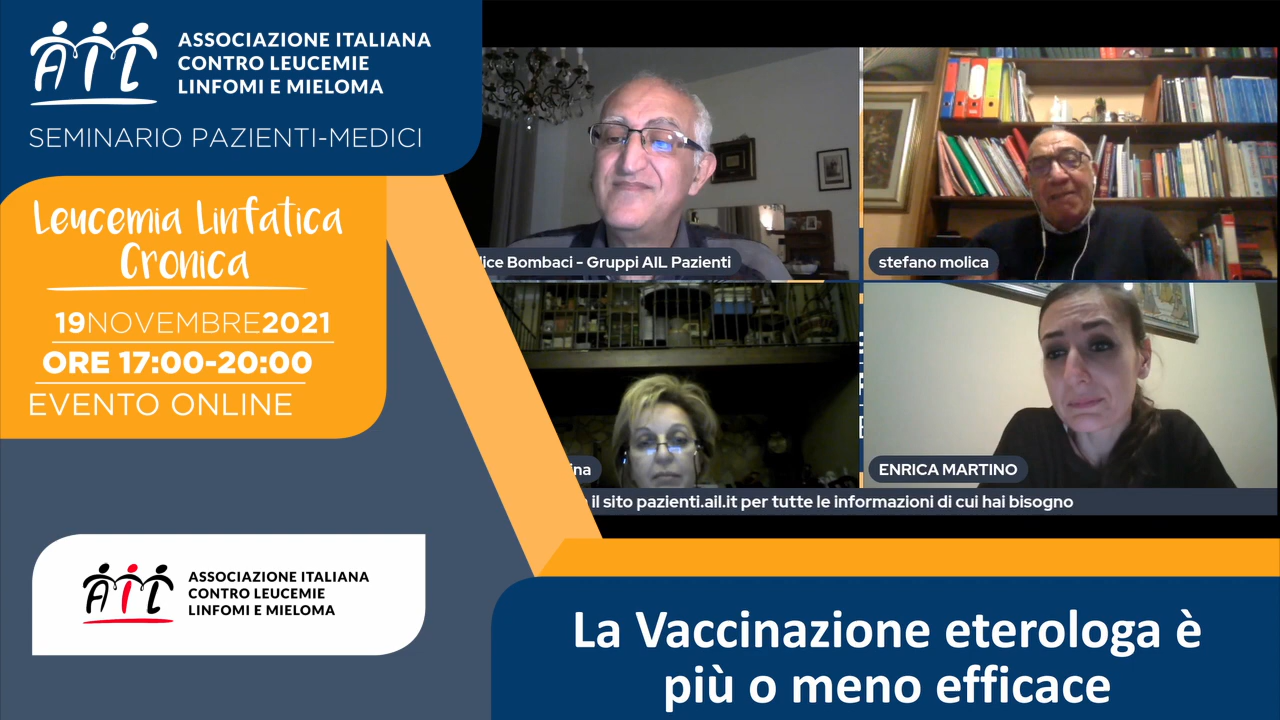 AIL
ASSOCIAZIONE ITALIANA
CONTRO LEUCEMIE
LINFOMI E MIELOMA
SEMINARIO PAZIENTI-MEDICI
Leucemia Linfatica
Cronica
19NOVEMBRE2021
ORE 17:00-20:00
EVENTO ONLINE
lice Bombaci - Gruppi AIL Pazienti
stefano molica
ina
ENRICA MARTINO
il sito pazienti.ail.it per tutte le informazioni di cui hai bisogno
AIL
ASSOCIAZIONE ITALIANA
CONTRO LEUCEMIE
LINFOMI E MIELOMA
La Vaccinazione eterologa è
più o meno efficace